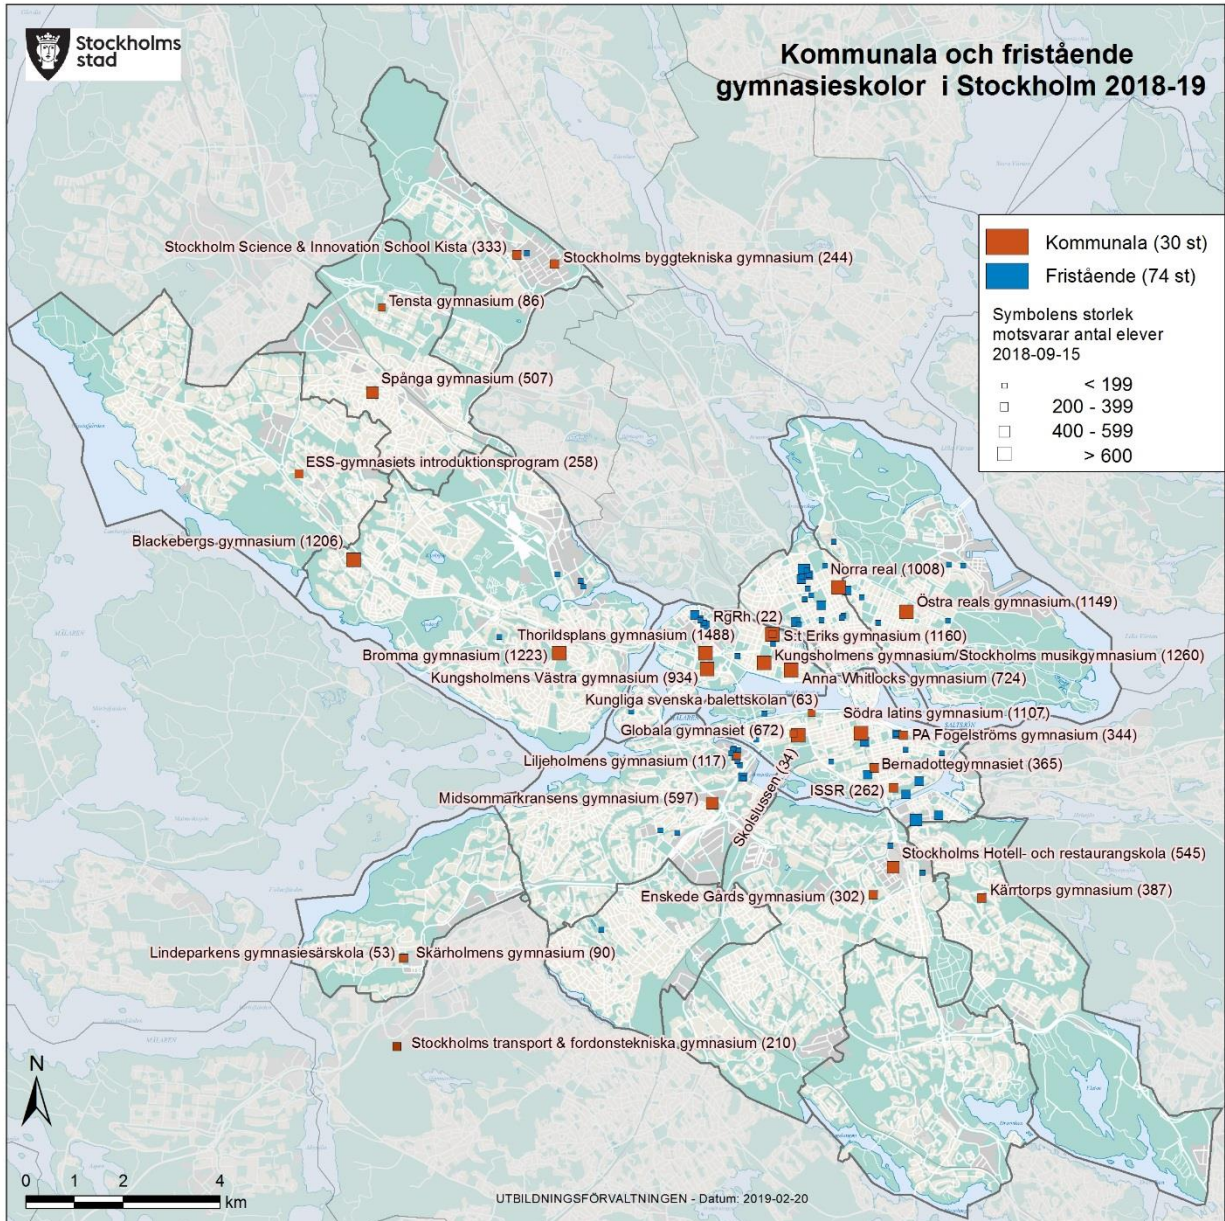 Stockholms
stad
Kommunala och fristående
gymnasieskolor i Stockholm 2018-19
Kommunala (30 st)
Fristående (74 st)
Symbolens storlek
motsvarar antal elever
2018-09-15
< 199
200 - 399
400 - 599
> 600
Stockholm Science & Innovation School Kista (333)
Stockholms byggtekniska gymnasium (244)
Tensta gymnasium (86)
Spånga gymnasium (507)
ESS-gymnasiets introduktionsprogram (258)
Blackebergs gymnasium (1206)
Norra real (1008)
Östra reals gymnasium (1149)
RgRh (22)
Thorildsplans gymnasium (1488)
S:t Eriks gymnasium (1160)
Bromma gymnasium (1223)
Kungsholmens gymnasium/Stockholms musikgymnasium (1260)
Kungsholmens Västra gymnasium (934)
Anna Whitlocks gymnasium (724)
Kungliga svenska balettskolan (63)
Södra latins gymnasium (1107)
MÄLAREN
SALTSJÖN
Globala gymnasiet (672)
PA Fogelströms gymnasium (344)
Liljeholmens gymnasium (117)
Bernadottegymnasiet (365)
Skolslussen (34)
ISSR (262)
Midsommarkransens gymnasium (597)
Stockholms Hotell- och restaurangskola (545)
Enskede Gårds gymnasium (302)
Kärrtorps gymnasium (387)
Lindeparkens gymnasiesärskola (53)
Skärholmens gymnasium (90)
Stockholms transport & fordonstekniska gymnasium (210)
MÄLAREN
MÄLAREN
N
0 1 2 4
km
UTBILDNINGSFÖRVALTNINGEN - Datum: 2019-02-20